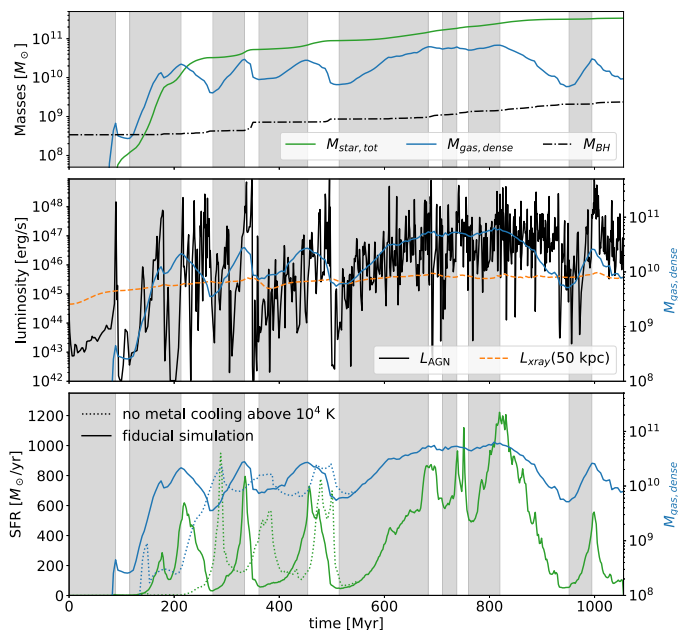 10¹¹
10¹⁰
10⁹
10⁸
Masses [M⊙]
M_star,tot
M_gas,dense
M_BH
10⁴⁸
10⁴⁷
10⁴⁶
10⁴⁵
10⁴⁴
10⁴³
10⁴²
luminosity [erg/s]
L_AGN
L_xray(50 kpc)
10¹¹
10¹⁰
10⁹
10⁸
M_gas,dense
1200
1000
800
600
400
200
0
SFR [M⊙/yr]
no metal cooling above 10⁴ K
fiducial simulation
10¹¹
10¹⁰
10⁹
10⁸
M_gas,dense
0 200 400 600 800 1000
time [Myr]